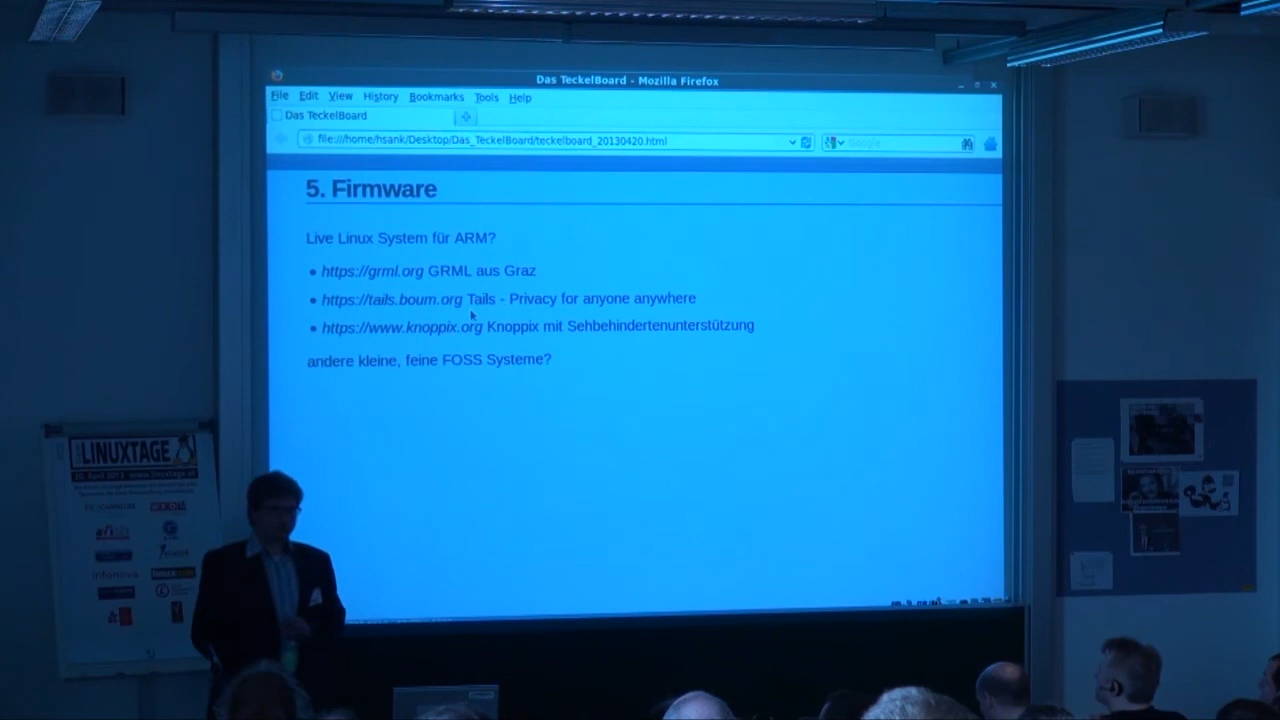 Das TeckelBoard - Mozilla Firefox
File Edit View History Bookmarks Tools Help
Das TeckelBoard
file:///home/hsank/Desktop/Das_TeckelBoard/teckelboard_20130420.html
Google
5. Firmware
Live Linux System für ARM?
• https://grml.org GRML aus Graz
• https://tails.boum.org Tails - Privacy for anyone anywhere
• https://www.knoppix.org Knoppix mit Sehbehindertenunterstützung
andere kleine, feine FOSS Systeme?
LINUXTAGE
infonova